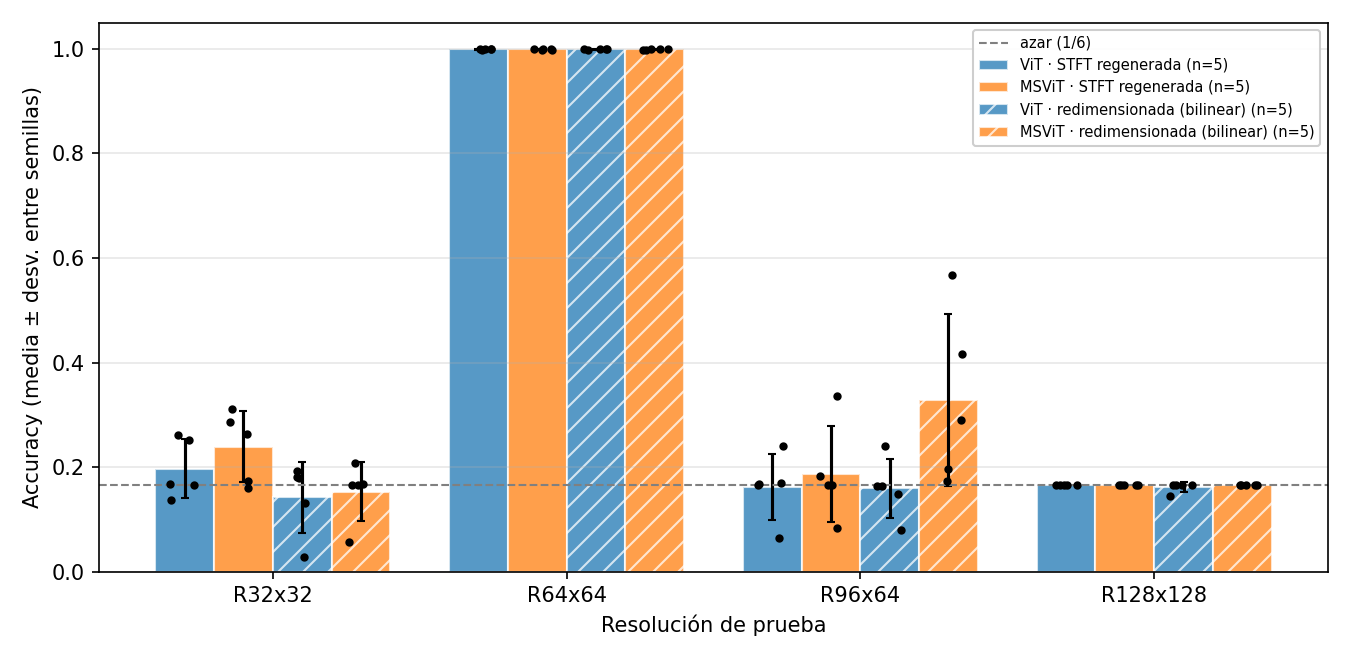 1.0
0.8
0.6
0.4
0.2
0.0
Accuracy (media ± desv. entre semillas)
azar (1/6)
ViT · STFT regenerada (n=5)
MSViT · STFT regenerada (n=5)
ViT · redimensionada (bilinear) (n=5)
MSViT · redimensionada (bilinear) (n=5)
R32x32 R64x64 R96x64 R128x128
Resolución de prueba